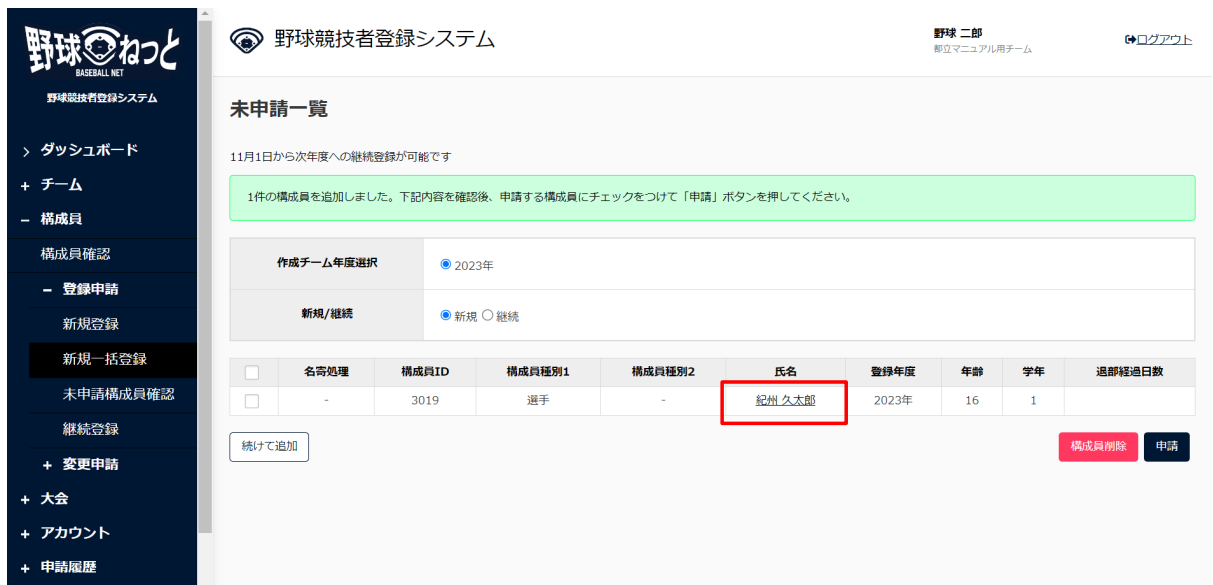 野球ねっと
BASEBALL NET
野球競技者登録システム
ダッシュボード
+ チーム
− 構成員
構成員確認
− 登録申請
新規登録
新規一括登録
未申請構成員確認
継続登録
+ 変更申請
+ 大会
+ アカウント
+ 申請履歴
野球競技者登録システム
野球 二郎
都立マニュアル用チーム
ログアウト
未申請一覧
11月1日から次年度への継続登録が可能です
1件の構成員を追加しました。下記内容を確認後、申請する構成員にチェックをつけて「申請」ボタンを押してください。
作成チーム年度選択 2023年
新規/継続 新規 継続
名寄処理 構成員ID 構成員種別1 構成員種別2 氏名 登録年度 年齢 学年 退部経過日数
- 3019 選手 - 紀州 久太郎 2023年 16 1
続けて追加 構成員削除 申請